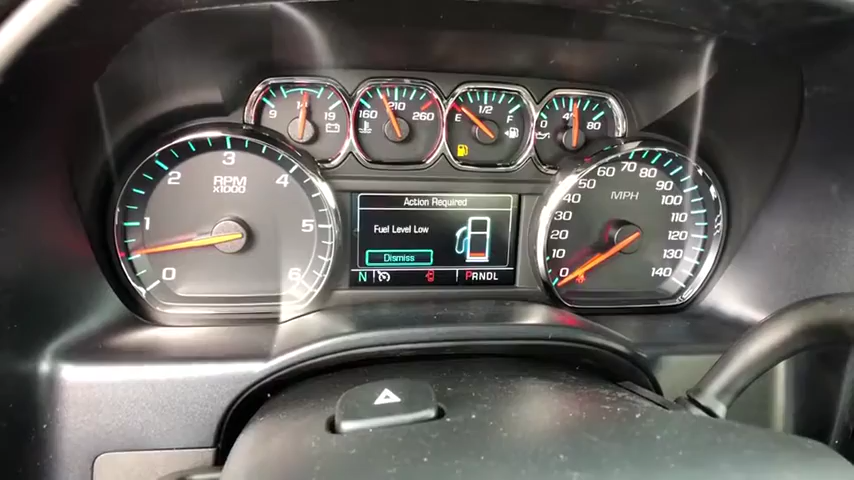 9 14 19
160 210 260
E 1/2 F
0 40 80
0 1 2 3 4 5 6
RPM
X1000
Action Required
Fuel Level Low
Dismiss
N PRNDL
0 10 20 30 40 50 60 70 80 90 100 110 120 130 140
MPH